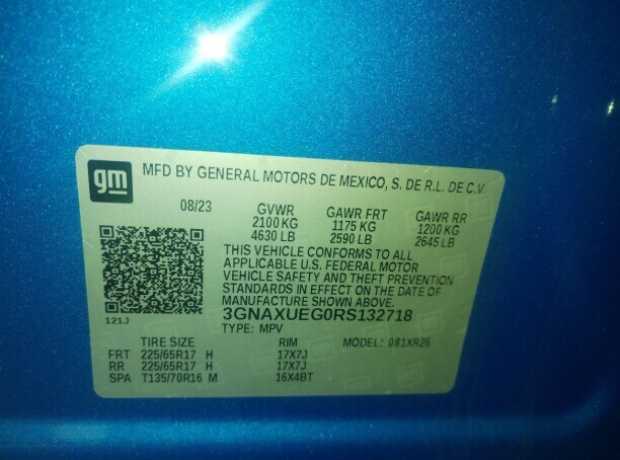 gm
MFD BY GENERAL MOTORS DE MEXICO, S. DE R.L. DE C.V.
08/23 GVWR GAWR FRT GAWR RR
2100 KG 1175 KG 1200 KG
4630 LB 2590 LB 2645 LB
THIS VEHICLE CONFORMS TO ALL
APPLICABLE U.S. FEDERAL MOTOR
VEHICLE SAFETY AND THEFT PREVENTION
STANDARDS IN EFFECT ON THE DATE OF
MANUFACTURE SHOWN ABOVE.
3GNAXUEG0RS132718
121J
TYPE: MPV
TIRE SIZE RIM MODEL: 081XR26
FRT 225/65R17 H 17X7J
RR 225/65R17 H 17X7J
SPA T135/70R16 M 16X4BT